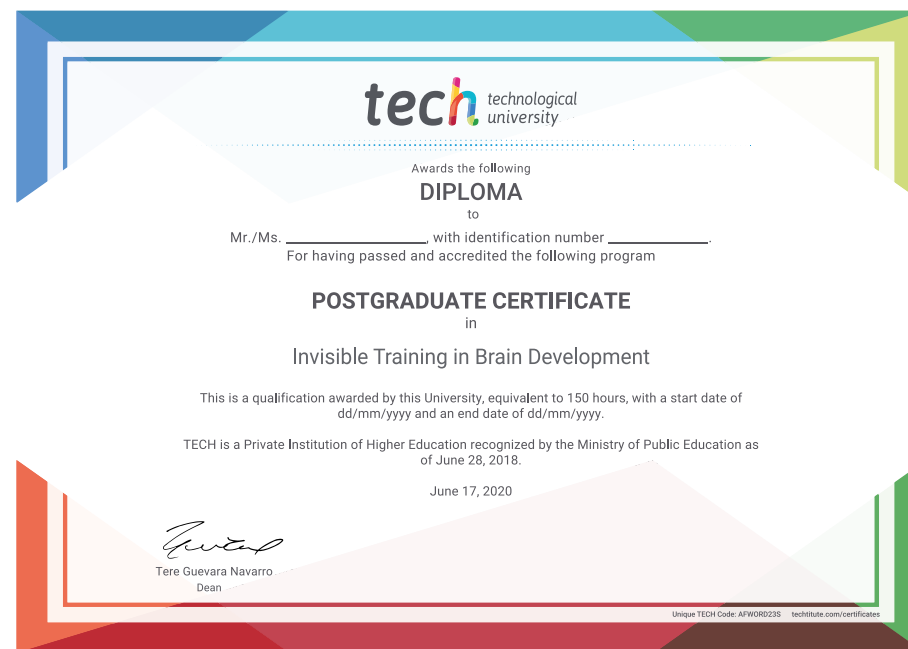 tech technological
university
Awards the following
DIPLOMA
to
Mr./Ms. ____________, with identification number ____________.
For having passed and accredited the following program
POSTGRADUATE CERTIFICATE
in
Invisible Training in Brain Development
This is a qualification awarded by this University, equivalent to 150 hours, with a start date of
dd/mm/yyyy and an end date of dd/mm/yyyy.
TECH is a Private Institution of Higher Education recognized by the Ministry of Public Education as
of June 28, 2018.
June 17, 2020
Tere Guevara Navarro
Dean
Unique TECH Code: AFWORD23S techtitute.com/certificates